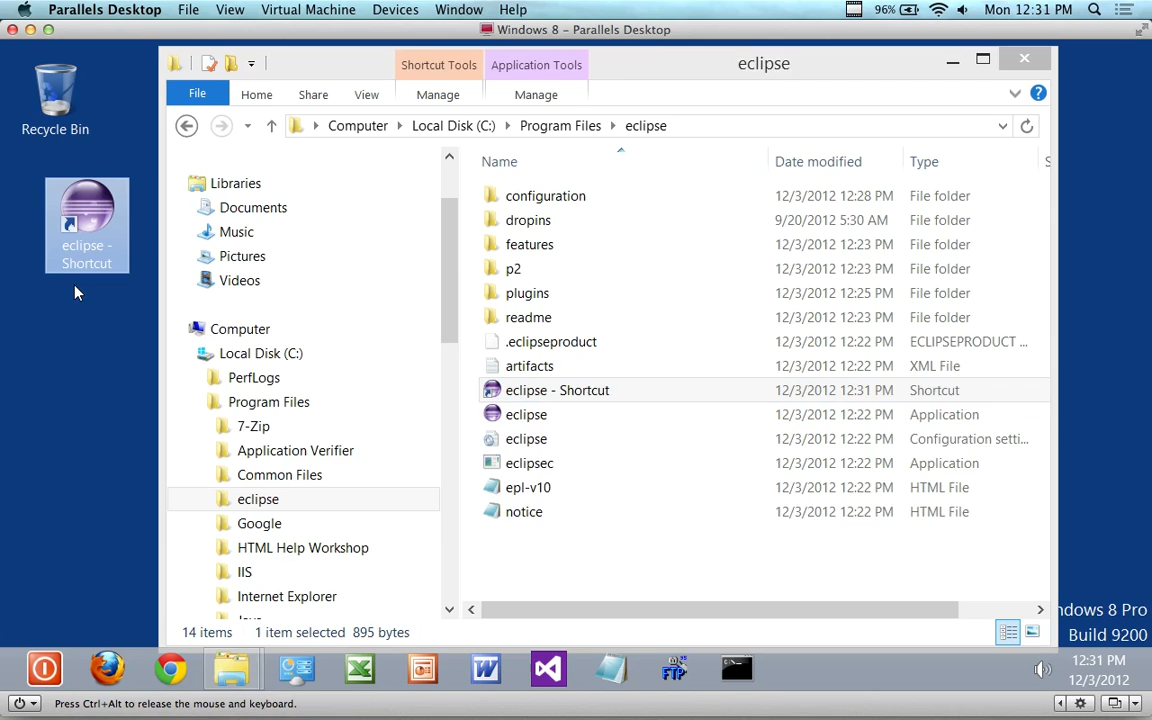 Parallels Desktop File View Virtual Machine Devices Window Help 96% Mon 12:31 PM
Windows 8 – Parallels Desktop
Recycle Bin
eclipse -
Shortcut
Shortcut Tools Application Tools eclipse
File Home Share View Manage Manage
Computer Local Disk (C:) Program Files eclipse
Libraries
Documents
Music
Pictures
Videos
Computer
Local Disk (C:)
PerfLogs
Program Files
7-Zip
Application Verifier
Common Files
eclipse
Google
HTML Help Workshop
IIS
Internet Explorer
Name Date modified Type
configuration 12/3/2012 12:28 PM File folder
dropins 9/20/2012 5:30 AM File folder
features 12/3/2012 12:23 PM File folder
p2 12/3/2012 12:23 PM File folder
plugins 12/3/2012 12:25 PM File folder
readme 12/3/2012 12:23 PM File folder
.eclipseproduct 12/3/2012 12:22 PM ECLIPSEPRODUCT ...
artifacts 12/3/2012 12:22 PM XML File
eclipse - Shortcut 12/3/2012 12:31 PM Shortcut
eclipse 12/3/2012 12:22 PM Application
eclipse 12/3/2012 12:22 PM Configuration setti...
eclipsec 12/3/2012 12:22 PM Application
epl-v10 12/3/2012 12:22 PM HTML File
notice 12/3/2012 12:22 PM HTML File
14 items 1 item selected 895 bytes
ndows 8 Pro
Build 9200
FTP
12:31 PM
12/3/2012
Press Ctrl+Alt to release the mouse and keyboard.